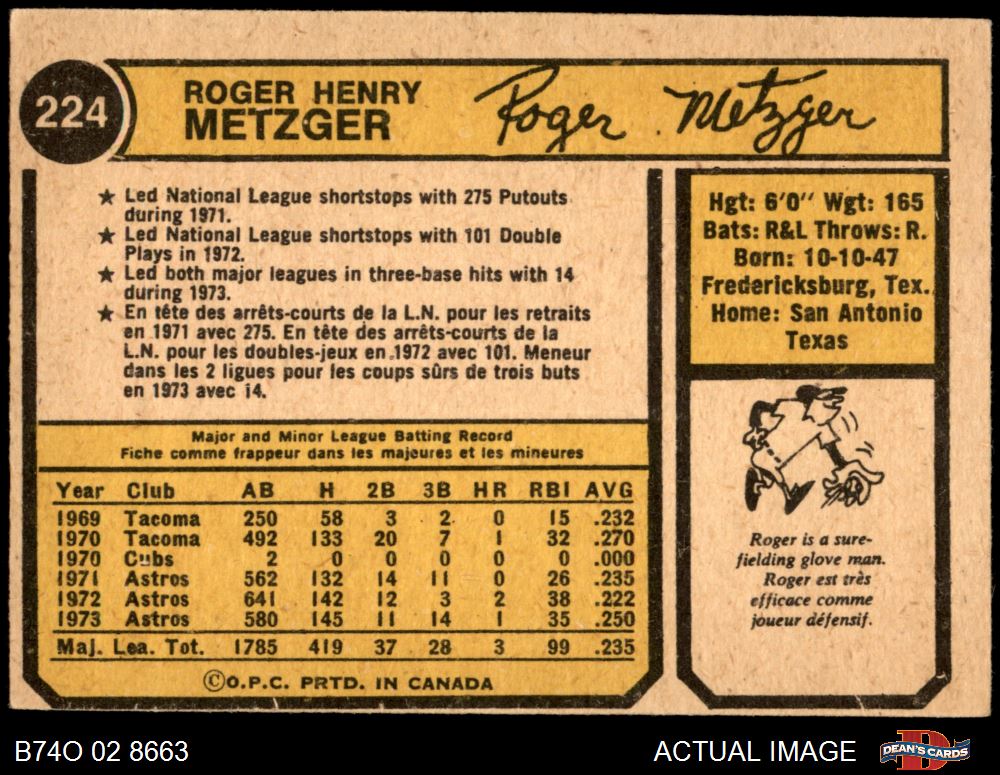 224
ROGER HENRY
METZGER
Roger Metzger
★ Led National League shortstops with 275 Putouts
during 1971.
★ Led National League shortstops with 101 Double
Plays in 1972.
★ Led both major leagues in three-base hits with 14
during 1973.
★ En tête des arrêts-courts de la L.N. pour les retraits
en 1971 avec 275. En tête des arrêts-courts de la
L.N. pour les doubles-jeux en 1972 avec 101. Meneur
dans les 2 ligues pour les coups sûrs de trois buts
en 1973 avec 14.
Hgt: 6'0" Wgt: 165
Bats: R&L Throws: R.
Born: 10-10-47
Fredericksburg, Tex.
Home: San Antonio
Texas
Major and Minor League Batting Record
Fiche comme frappeur dans les majeures et les mineures
Year Club AB H 2B 3B HR RBI AVG
1969 Tacoma 250 58 3 2 0 15 .232
1970 Tacoma 492 133 20 7 1 32 .270
1970 Cubs 2 0 0 0 0 0 .000
1971 Astros 562 132 14 11 0 26 .235
1972 Astros 641 142 12 3 2 38 .222
1973 Astros 580 145 11 14 1 35 .250
Maj. Lea. Tot. 1785 419 37 28 3 99 .235
©O.P.C. PRTD. IN CANADA
Roger is a sure-
fielding glove man.
Roger est très
efficace comme
joueur défensif.
B74O 02 8663
ACTUAL IMAGE
DEAN'S CARDS